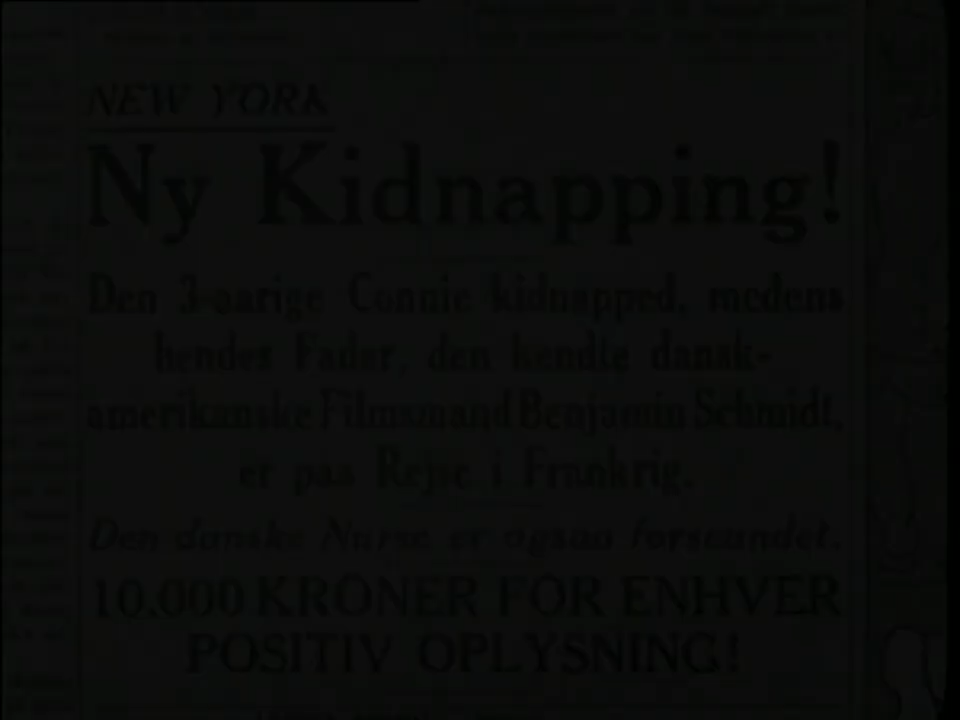 NEW YORK
Ny Kidnapping!
Den 3-aarige Connie kidnapped, medens
hendes Fader, den kendte dansk-
amerikanske Filmsmand Benjamin Schmidt,
er paa Rejse i Frankrig.
Den danske Nurse er ogsaa forsvundet.
10.000 KRONER FOR ENHVER
POSITIV OPLYSNING!